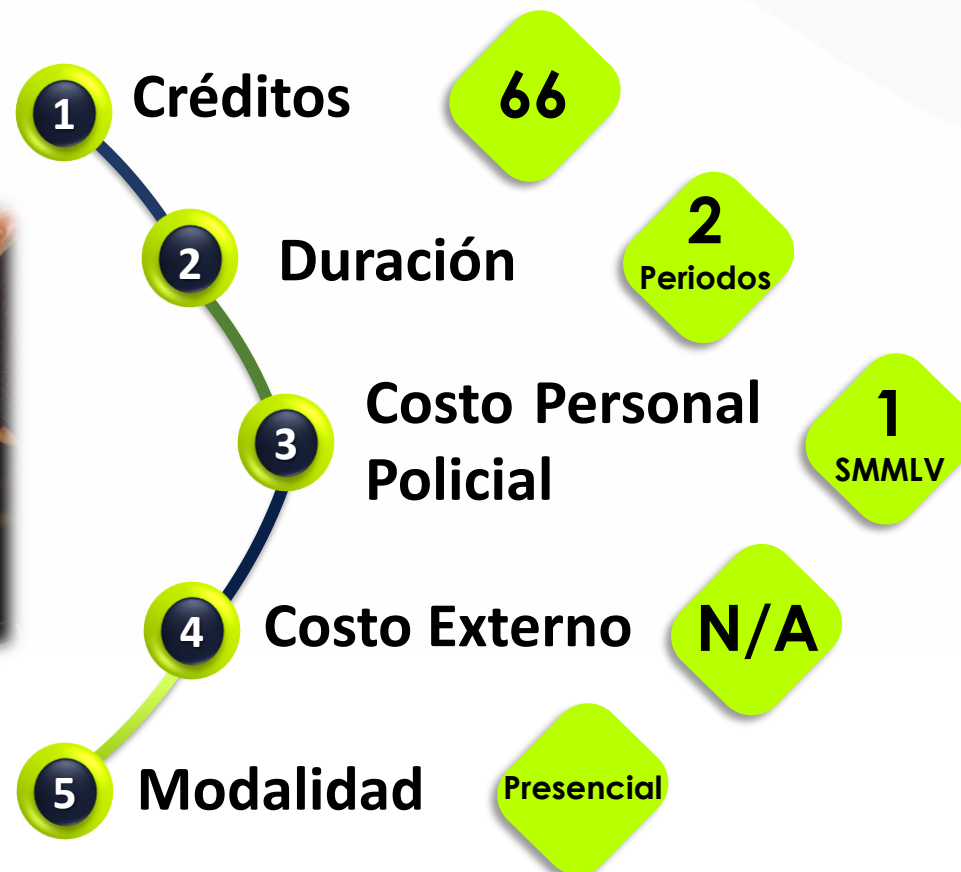 1 Créditos 66
2 Duración 2
Periodos
3 Costo Personal
Policial
1
SMMLV
4 Costo Externo N/A
5 Modalidad Presencial